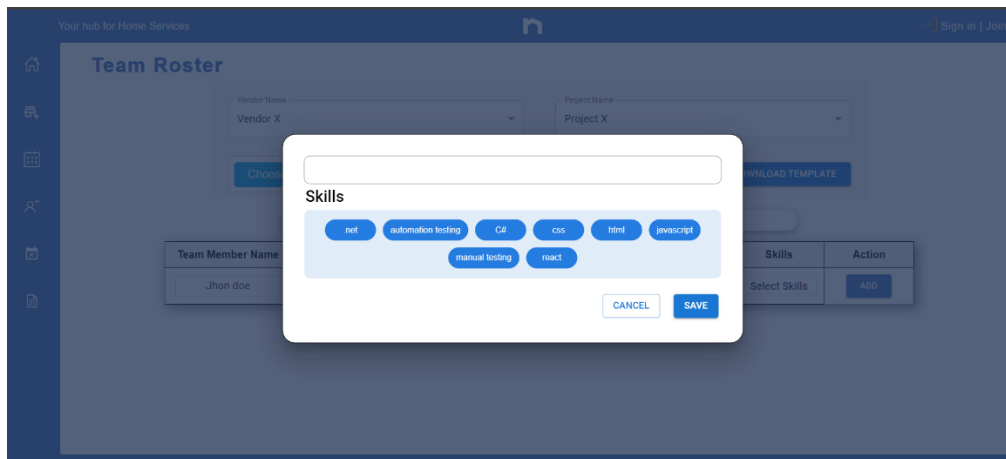 Your hub for Home Services
n
Sign in | Join
Team Roster
Vendor Name
Project Name
Vendor X
Project X
Choose
DOWNLOAD TEMPLATE
Skills
.net
automation testing
C#
css
html
javascript
manual testing
react
Team Member Name
Skills
Action
Jhon doe
Select Skills
ADD
CANCEL
SAVE